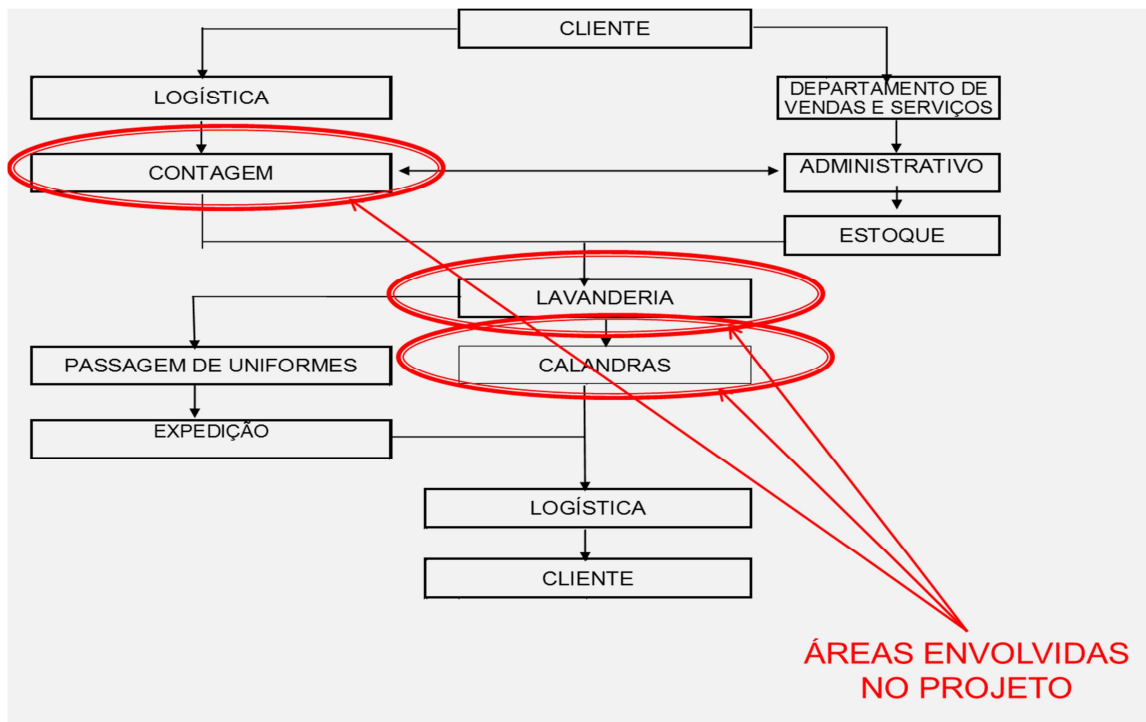 CLIENTE
LOGÍSTICA
DEPARTAMENTO DE
VENDAS E SERVIÇOS
CONTAGEM
ADMINISTRATIVO
ESTOQUE
LAVANDERIA
PASSAGEM DE UNIFORMES
CALANDRAS
EXPEDIÇÃO
LOGÍSTICA
CLIENTE
ÁREAS ENVOLVIDAS
NO PROJETO